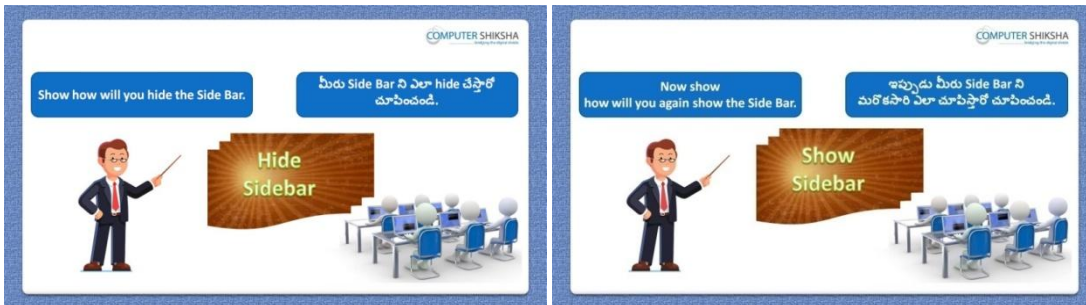 COMPUTER SHIKSHA
Show how will you hide the Side Bar.
మీరు Side Bar ని ఎలా hide చేస్తారో
చూపించండి.
Hide
Sidebar
COMPUTER SHIKSHA
Now show
how will you again show the Side Bar.
ఇప్పుడు మీరు Side Bar ని
మరొకసారి ఎలా చూపిస్తారో చూపించండి.
Show
Sidebar